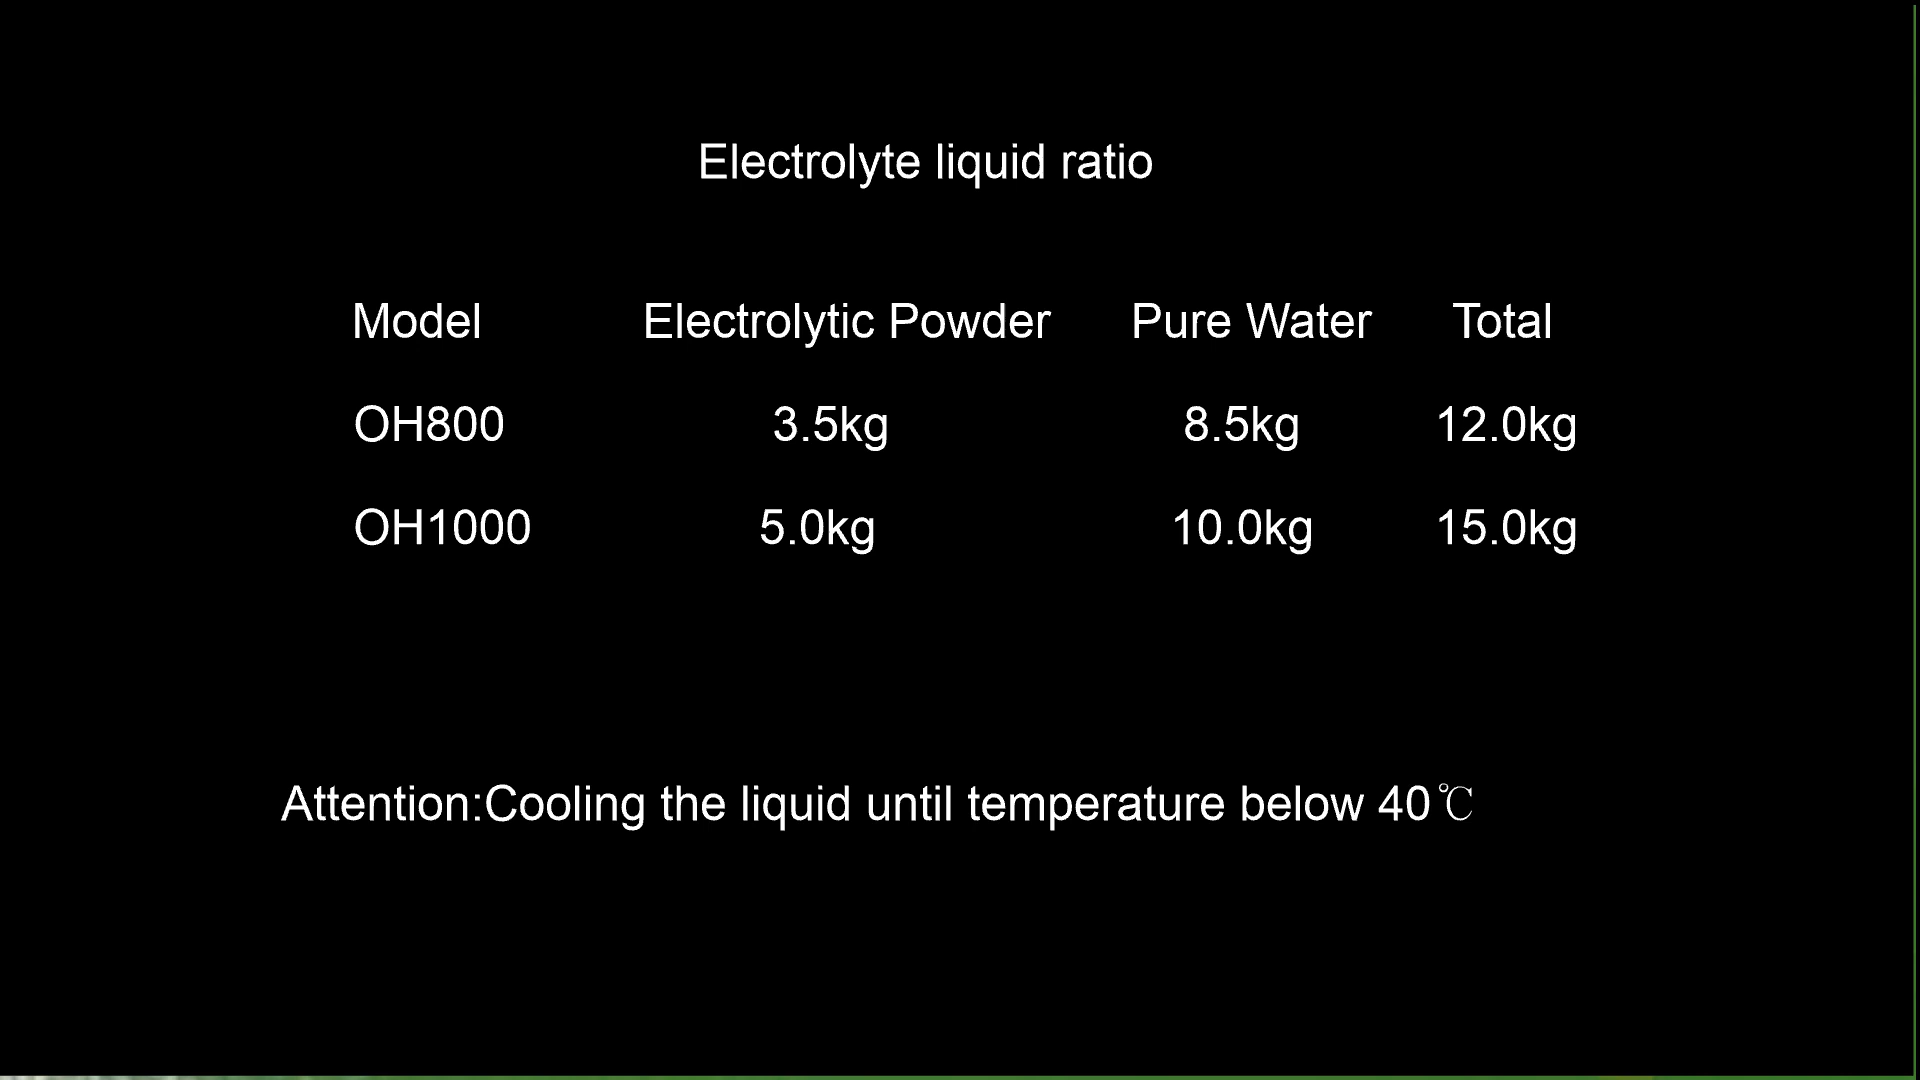 Electrolyte liquid ratio
Model Electrolytic Powder Pure Water Total
OH800 3.5kg 8.5kg 12.0kg
OH1000 5.0kg 10.0kg 15.0kg
Attention:Cooling the liquid until temperature below 40℃